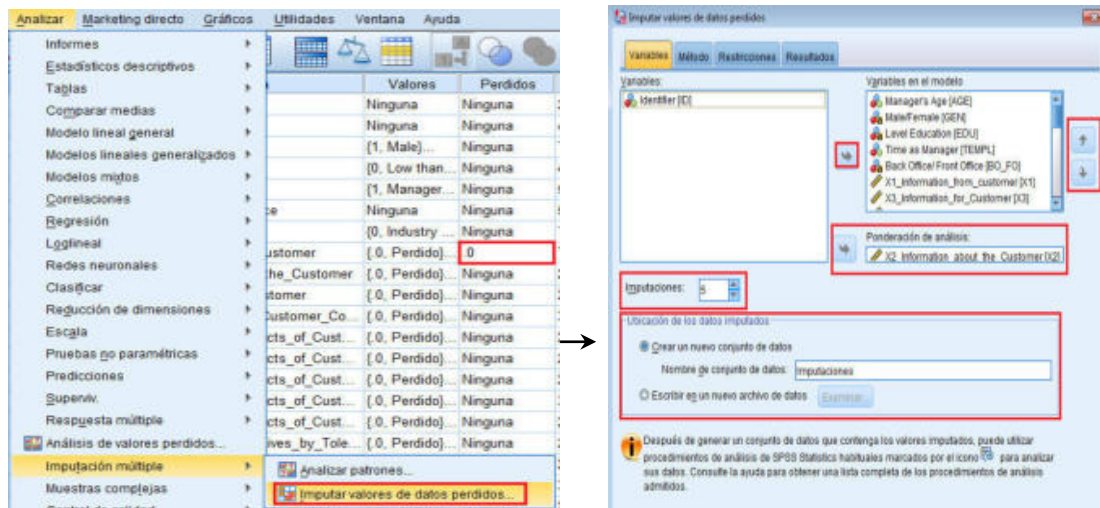 Analizar Marketing directo Gráficos Utilidades Ventana Ayuda
Informes
Estadísticos descriptivos
Tablas
Comparar medias
Modelo lineal general
Modelos lineales generalizados
Modelos mixtos
Correlaciones
Regresión
Loglineal
Redes neuronales
Clasificar
Reducción de dimensiones
Escala
Pruebas no paramétricas
Predicciones
Superviv.
Respuesta múltiple
Análisis de valores perdidos...
Imputación múltiple
Muestras complejas
Analizar patrones...
Imputar valores de datos perdidos...
Valores Perdidos
Ninguna Ninguna
Ninguna Ninguna
{1, Male}... Ninguna
{0, Low than... Ninguna
{1, Manager... Ninguna
Ninguna Ninguna
{0, Industry ... Ninguna
ustomer {.0, Perdido}... .0
he_Customer {.0, Perdido}... Ninguna
stomer {.0, Perdido}... Ninguna
ustomer_Co... {.0, Perdido}... Ninguna
cts_of_Cust... {.0, Perdido}... Ninguna
cts_of_Cust... {.0, Perdido}... Ninguna
cts_of_Cust... {.0, Perdido}... Ninguna
cts_of_Cust... {.0, Perdido}... Ninguna
cts_of_Cust... {.0, Perdido}... Ninguna
ives_by_Tole... {.0, Perdido}... Ninguna
Imputar valores de datos perdidos
Variables Método Restricciones Resultados
Variables:
Identifier [ID]
Variables en el modelo
Manager's Age [AGE]
Male/Female [GEN]
Level Education [EDU]
Time as Manager [TEMPL]
Back Office/ Front Office [BO_FO]
X1_Information_from_customer [X1]
X3_Information_for_Customer [X3]
Ponderación de análisis:
X2_Information_about_the_Customer [X2]
Imputaciones: 5
Ubicación de los datos imputados
Crear un nuevo conjunto de datos
Nombre de conjunto de datos: Imputaciones
Escribir en un nuevo archivo de datos Examinar...
Después de generar un conjunto de datos que contenga los valores imputados, puede utilizar
procedimientos de análisis de SPSS Statistics habituales marcados por el icono para analizar
sus datos. Consulte la ayuda para obtener una lista completa de los procedimientos de análisis
admitidos.